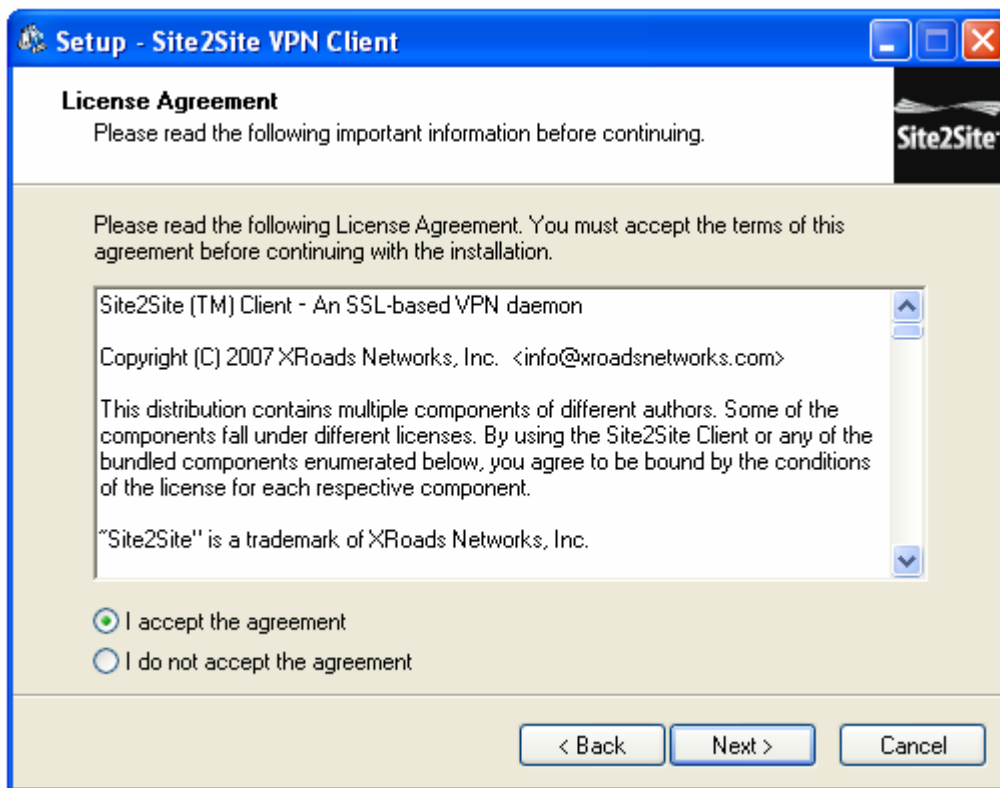 Setup - Site2Site VPN Client
License Agreement
Please read the following important information before continuing.
Site2Site
Please read the following License Agreement. You must accept the terms of this
agreement before continuing with the installation.
Site2Site (TM) Client - An SSL-based VPN daemon
Copyright (C) 2007 XRoads Networks, Inc.  <info@xroadsnetworks.com>
This distribution contains multiple components of different authors. Some of the
components fall under different licenses. By using the Site2Site Client or any of the
bundled components enumerated below, you agree to be bound by the conditions
of the license for each respective component.
"Site2Site" is a trademark of XRoads Networks, Inc.
I accept the agreement
I do not accept the agreement
< Back
Next >
Cancel